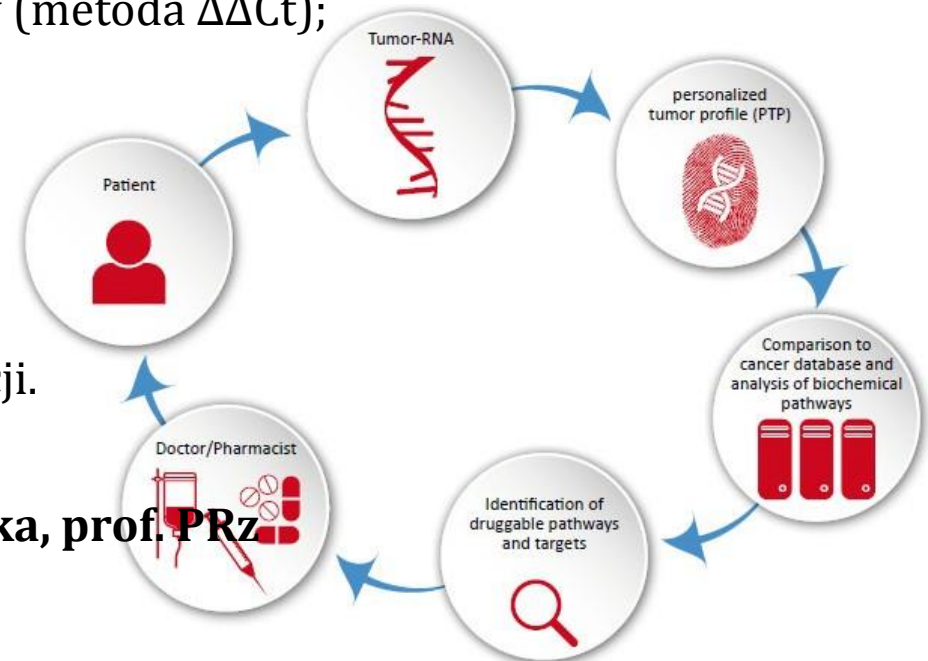 (metoda ΔΔCt);
Tumor-RNA
personalized
tumor profile (PTP)
Patient
Comparison to
cancer database and
analysis of biochemical
pathways
ji.
Doctor/Pharmacist
Identification of
druggable pathways
and targets
ka, prof. PRz